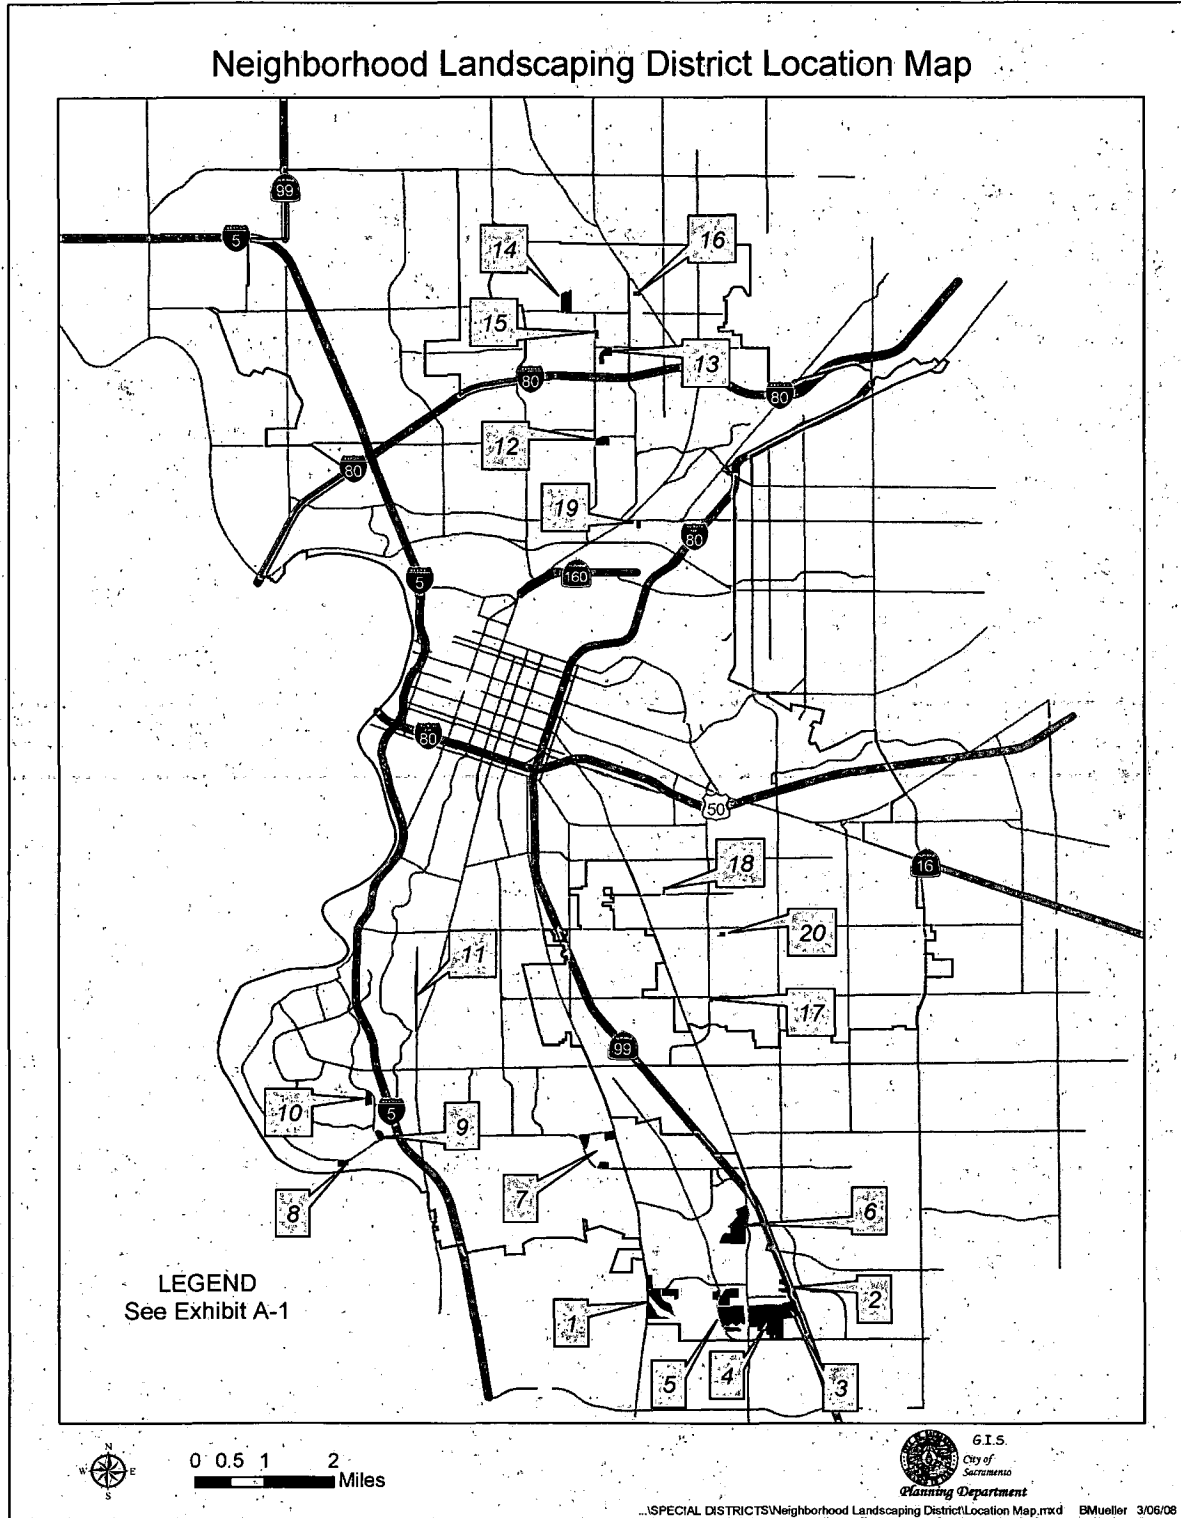 Neighborhood Landscaping District Location Map
99
5
14
16
15
13
80
80
12
80
19
80
5
160
80
50
18
16
20
11
17
99
10
5
9
7
8
6
LEGEND
See Exhibit A-1
2
1
5
4
3
N
W E
S
0 0.5 1 2
Miles
G.I.S.
City of
Sacramento
Planning Department
...\SPECIAL DISTRICTS\Neighborhood Landscaping District\Location Map.mxd BMueller 3/06/08